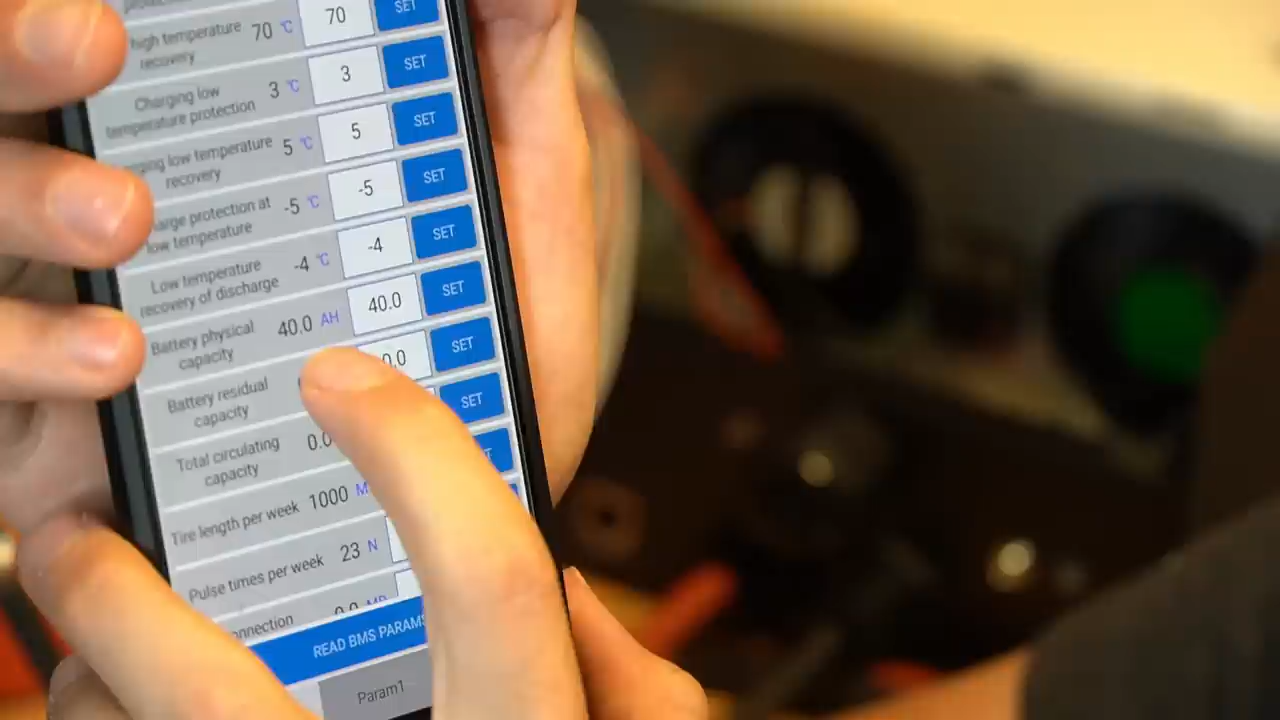 high temperature
recovery
70 °C
70
SET
Charging low
temperature protection
3 °C
3
SET
low temperature
recovery
5 °C
5
SET
protection at
low temperature
-5 °C
-5
SET
Low temperature
recovery of discharge
-4 °C
-4
SET
Battery physical
capacity
40.0 AH
40.0
SET
Battery residual
capacity
SET
Total circulating
capacity
0.0
SET
Tire length per week
1000
Pulse times per week
23 N
0.0
READ BMS PARAMS
Param1